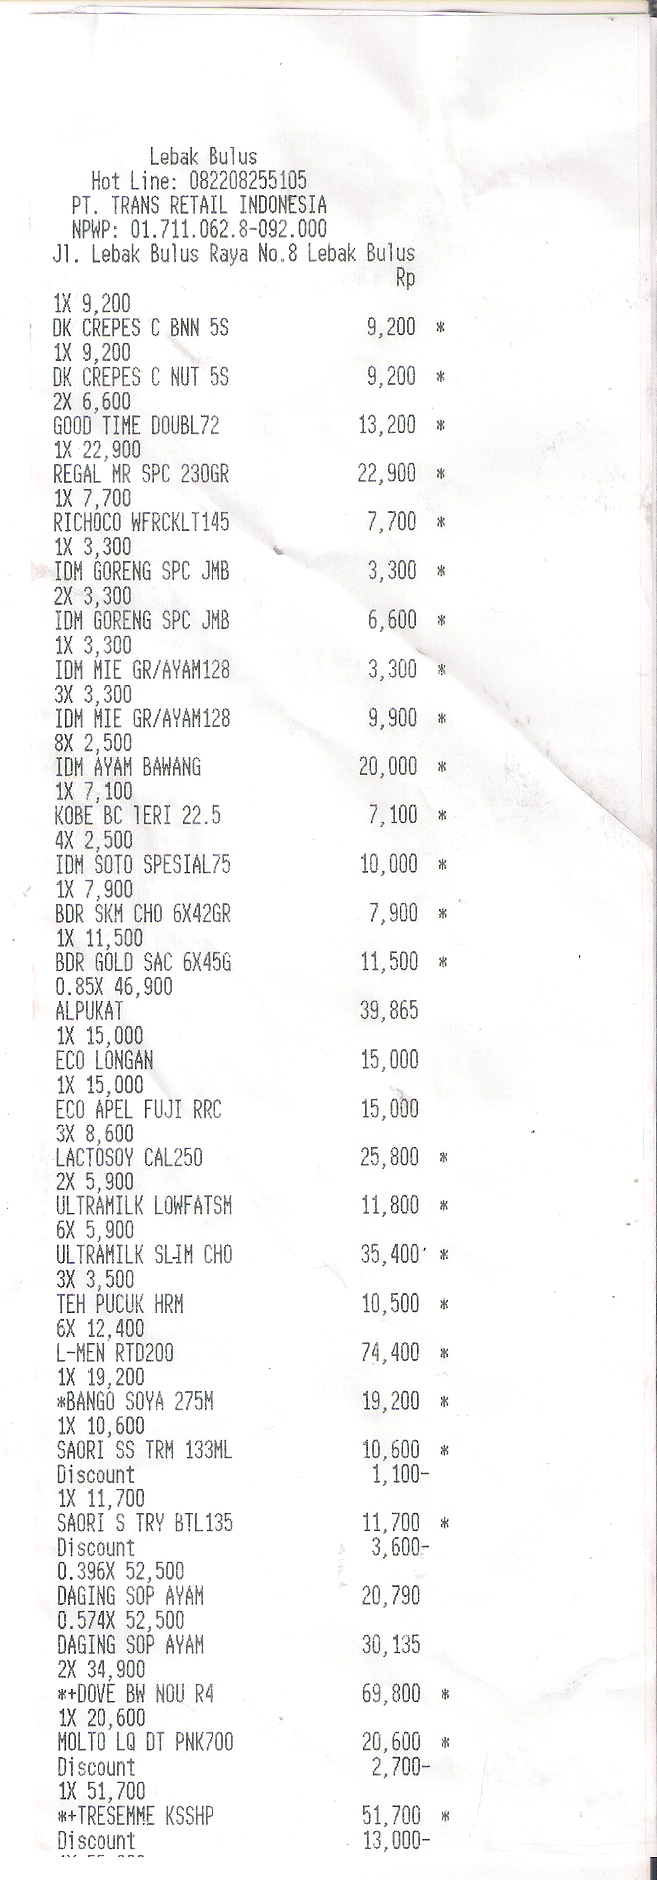 Lebak Bulus
Hot Line: 082208255105
PT. TRANS RETAIL INDONESIA
NPWP: 01.711.062.8-092.000
Jl. Lebak Bulus Raya No.8 Lebak Bulus
Rp
1X 9,200
DK CREPES C BNN 5S 9,200 *
1X 9,200
DK CREPES C NUT 5S 9,200 *
2X 6,600
GOOD TIME DOUBL72 13,200 *
1X 22,900
REGAL MR SPC 230GR 22,900 *
1X 7,700
RICHOCO WFRCKLT145 7,700 *
1X 3,300
IDM GORENG SPC JMB 3,300 *
2X 3,300
IDM GORENG SPC JMB 6,600 *
1X 3,300
IDM MIE GR/AYAM128 3,300 *
3X 3,300
IDM MIE GR/AYAM128 9,900 *
8X 2,500
IDM AYAM BAWANG 20,000 *
1X 7,100
KOBE BC TERI 22.5 7,100 *
4X 2,500
IDM SOTO SPESIAL75 10,000 *
1X 7,900
BDR SKM CHO 6X42GR 7,900 *
1X 11,500
BDR GOLD SAC 6X45G 11,500 *
0.85X 46,900
ALPUKAT 39,865
1X 15,000
ECO LONGAN 15,000
1X 15,000
ECO APEL FUJI RRC 15,000
3X 8,600
LACTOSOY CAL250 25,800 *
2X 5,900
ULTRAMILK LOWFATSM 11,800 *
6X 5,900
ULTRAMILK SLIM CHO 35,400 *
3X 3,500
TEH PUCUK HRM 10,500 *
6X 12,400
L-MEN RTD200 74,400 *
1X 19,200
*BANGO SOYA 275M 19,200 *
1X 10,600
SAORI SS TRM 133ML 10,600 *
Discount 1,100-
1X 11,700
SAORI S TRY BTL135 11,700 *
Discount 3,600-
0.396X 52,500
DAGING SOP AYAM 20,790
0.574X 52,500
DAGING SOP AYAM 30,135
2X 34,900
*+DOVE BW NOU R4 69,800 *
1X 20,600
MOLTO LQ DT PNK700 20,600 *
Discount 2,700-
1X 51,700
*+TRESEMME KSSHP 51,700 *
Discount 13,000-